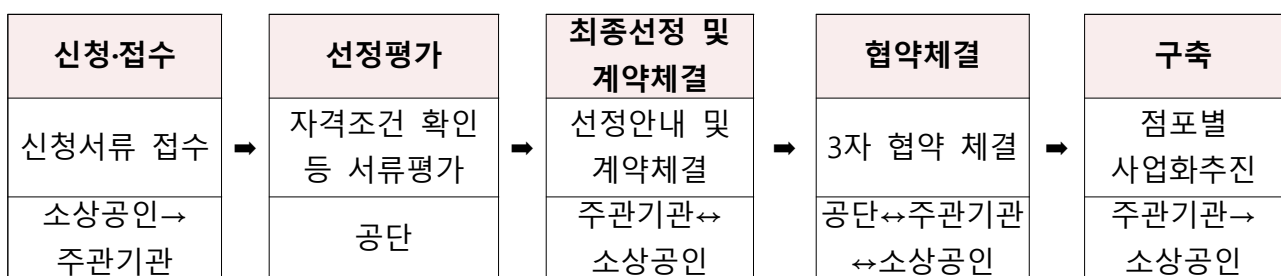 신청·접수
신청서류 접수
소상공인→
주관기관
➡
선정평가
자격조건 확인
등 서류평가
공단
➡
최종선정 및
계약체결
선정안내 및
계약체결
주관기관↔
소상공인
➡
협약체결
3자 협약 체결
공단↔주관기관
↔소상공인
➡
구축
점포별
사업화추진
주관기관→
소상공인